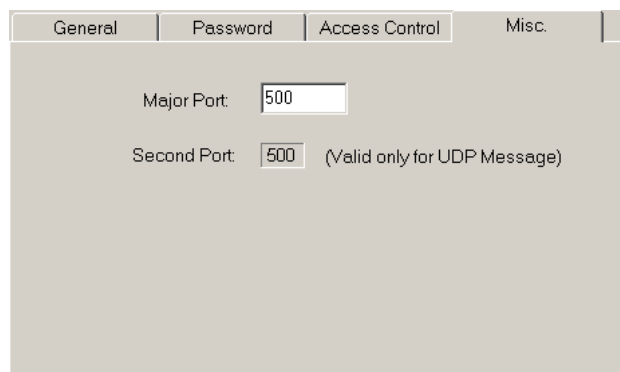 General Password Access Control Misc.
Major Port: 500
Second Port: 500 (Valid only for UDP Message)